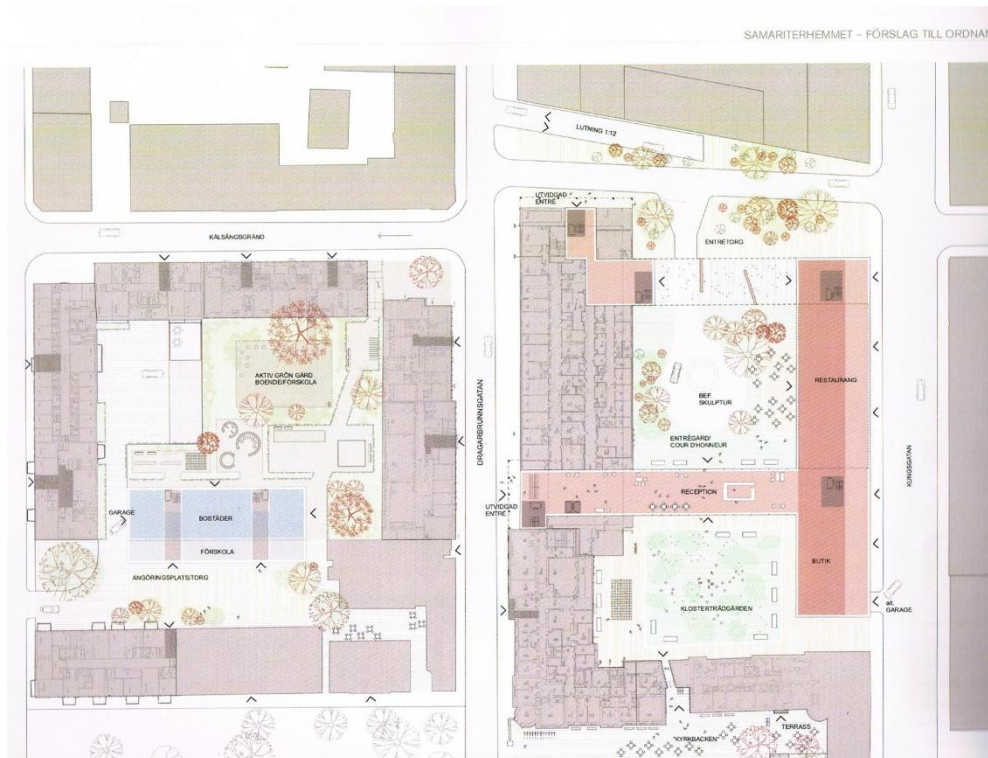 SAMARITERHEMMET – FÖRSLAG TILL ORDNAN
LUTNING 1:12
UTVIDGAD
ENTRÉ
KÅLSÄNGSGRÄND
ENTRÉTORG
AKTIV GRÖN GÅRD
BOENDE/FÖRSKOLA
DRAGARBRUNNSGATAN
BEF.
SKULPTUR
RESTAURANG
ENTRÉGÅRD/
COUR D'HONNEUR
KUNGSGATAN
RECEPTION
UTVIDGAD
ENTRÉ
GARAGE
BOSTÄDER
FÖRSKOLA
ANGÖRINGSPLATS/TORG
BUTIK
KLOSTERTRÄDGÅRDEN
alt.
GARAGE
TERRASS
"KYRKBACKEN"